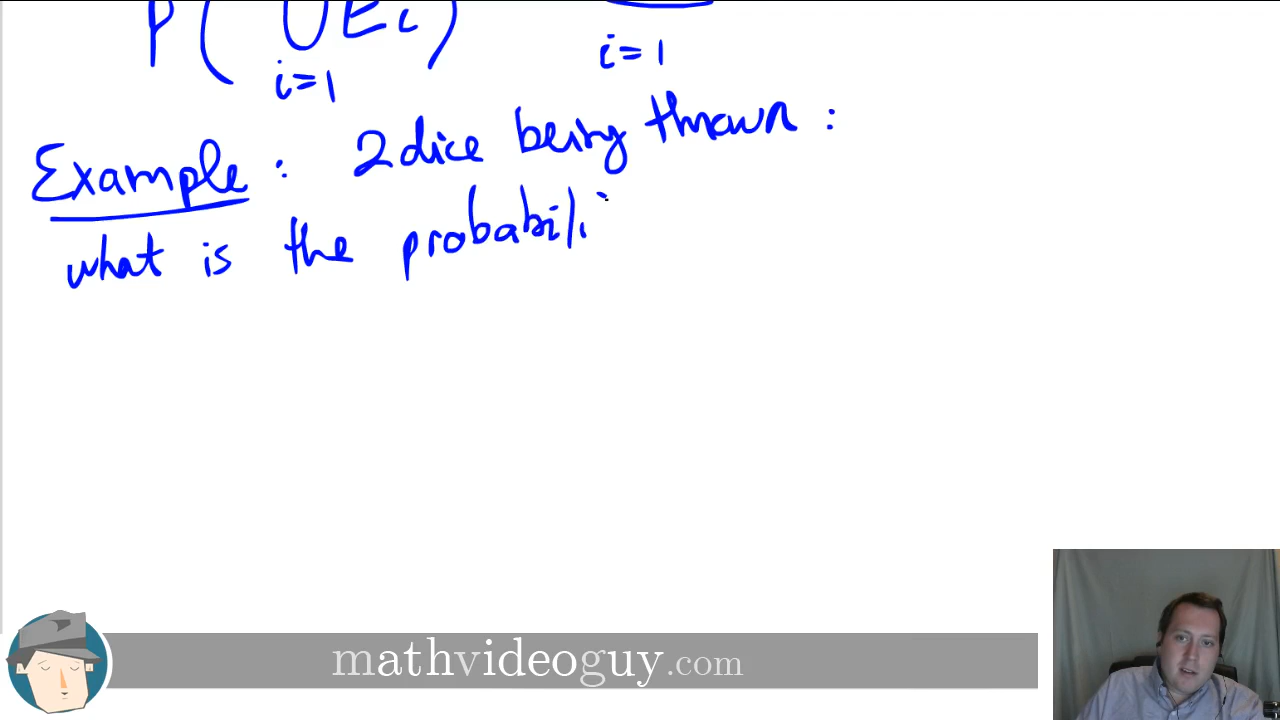 P( ∪Ei)
i=1
i=1
Example: 2 dice being thrown:
what is the probabili
mathvideoguy.com